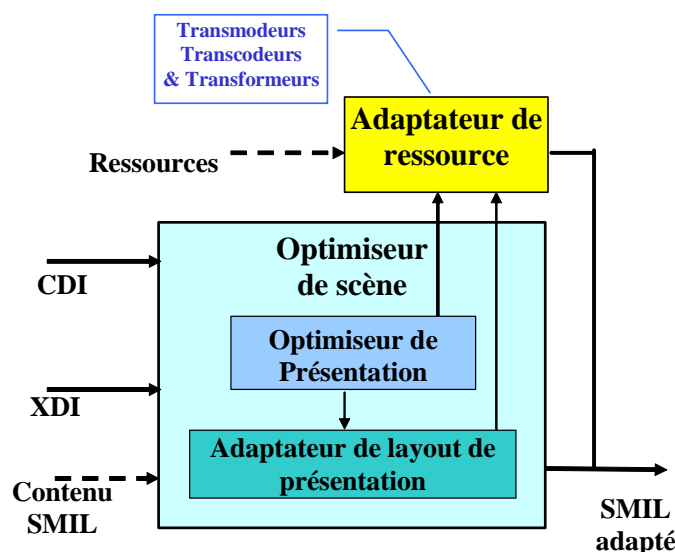 Transmodeurs
Transcodeurs
& Transformeurs
Adaptateur de
ressource
Ressources
Optimiseur
de scène
CDI
Optimiseur de
Présentation
XDI
Adaptateur de layout de
présentation
Contenu
SMIL
SMIL
adapté